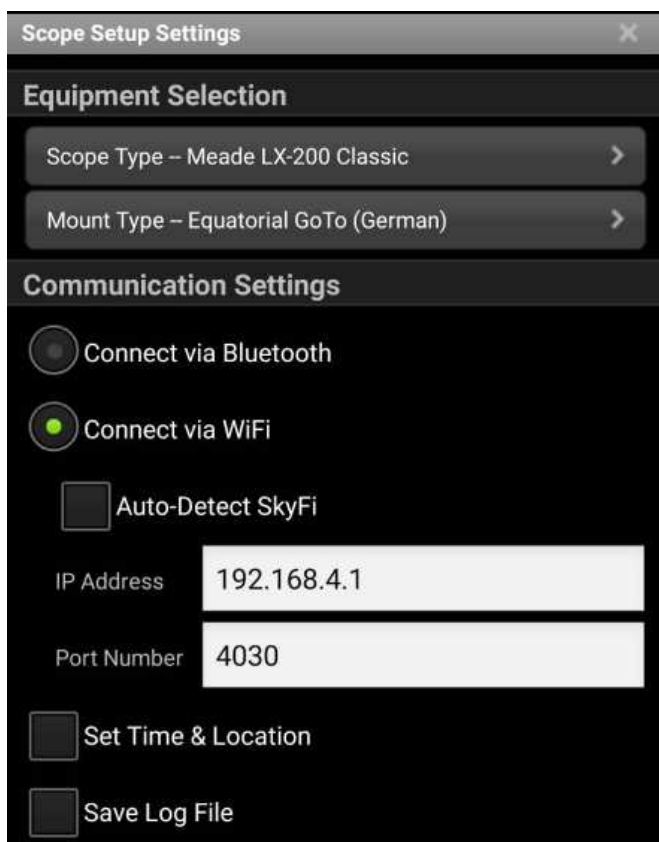 Scope Setup Settings
Equipment Selection
Scope Type – Meade LX-200 Classic
Mount Type – Equatorial GoTo (German)
Communication Settings
Connect via Bluetooth
Connect via WiFi
Auto-Detect SkyFi
IP Address 192.168.4.1
Port Number 4030
Set Time & Location
Save Log File